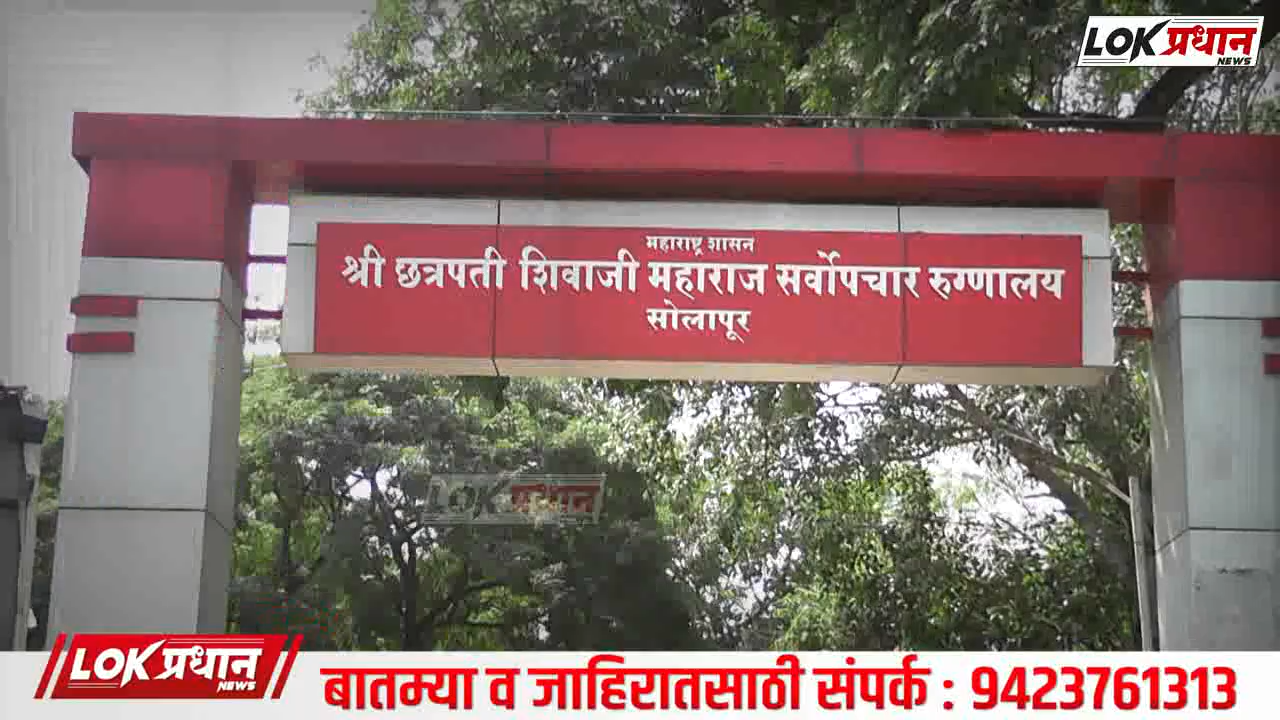 LOK प्रधान
NEWS
महाराष्ट्र शासन
श्री छत्रपती शिवाजी महाराज सर्वोपचार रुग्णालय
सोलापूर
LOK प्रधान
LOK प्रधान
NEWS
बातम्या व जाहिरातसाठी संपर्क : 9423761313